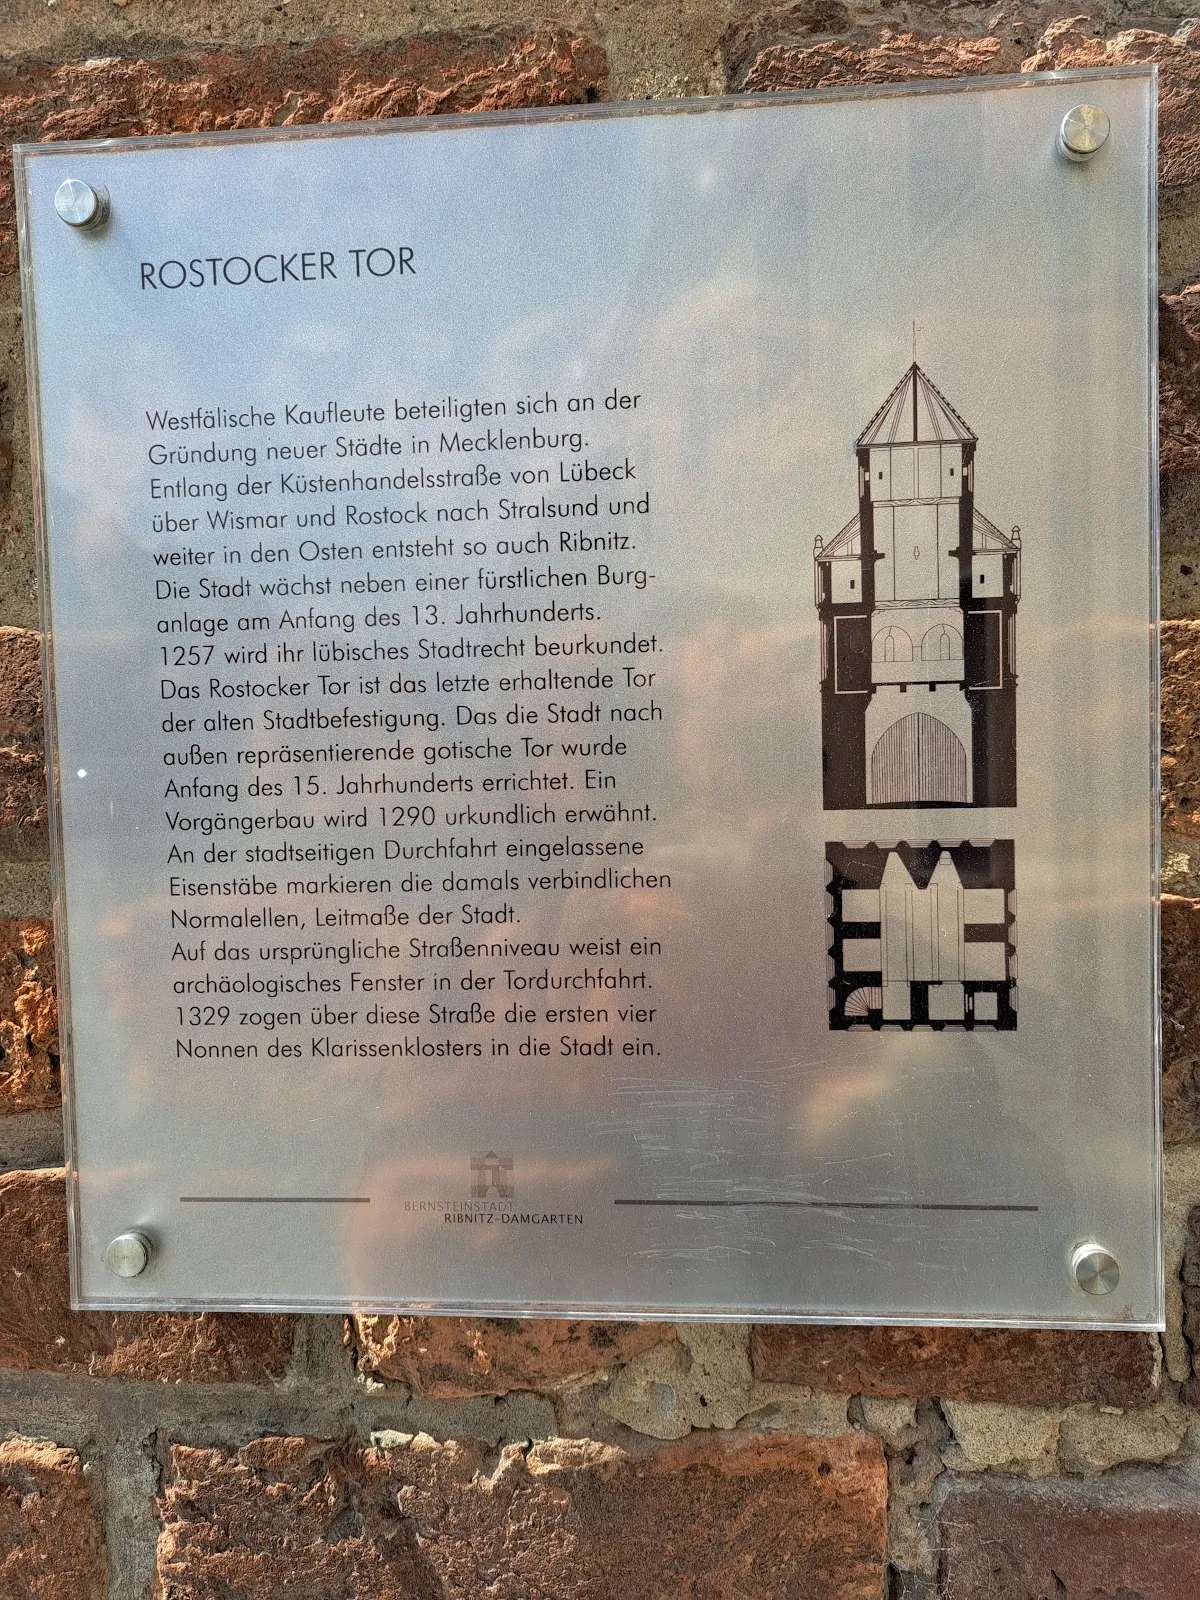 ROSTOCKER TOR
Westfälische Kaufleute beteiligten sich an der
Gründung neuer Städte in Mecklenburg.
Entlang der Küstenhandelsstraße von Lübeck
über Wismar und Rostock nach Stralsund und
weiter in den Osten entsteht so auch Ribnitz.
Die Stadt wächst neben einer fürstlichen Burg-
anlage am Anfang des 13. Jahrhunderts.
1257 wird ihr lübisches Stadtrecht beurkundet.
Das Rostocker Tor ist das letzte erhaltende Tor
der alten Stadtbefestigung. Das die Stadt nach
außen repräsentierende gotische Tor wurde
Anfang des 15. Jahrhunderts errichtet. Ein
Vorgängerbau wird 1290 urkundlich erwähnt.
An der stadtseitigen Durchfahrt eingelassene
Eisenstäbe markieren die damals verbindlichen
Normalellen, Leitmaße der Stadt.
Auf das ursprüngliche Straßenniveau weist ein
archäologisches Fenster in der Tordurchfahrt.
1329 zogen über diese Straße die ersten vier
Nonnen des Klarissenklosters in die Stadt ein.
BERNSTEINSTADT
RIBNITZ-DAMGARTEN